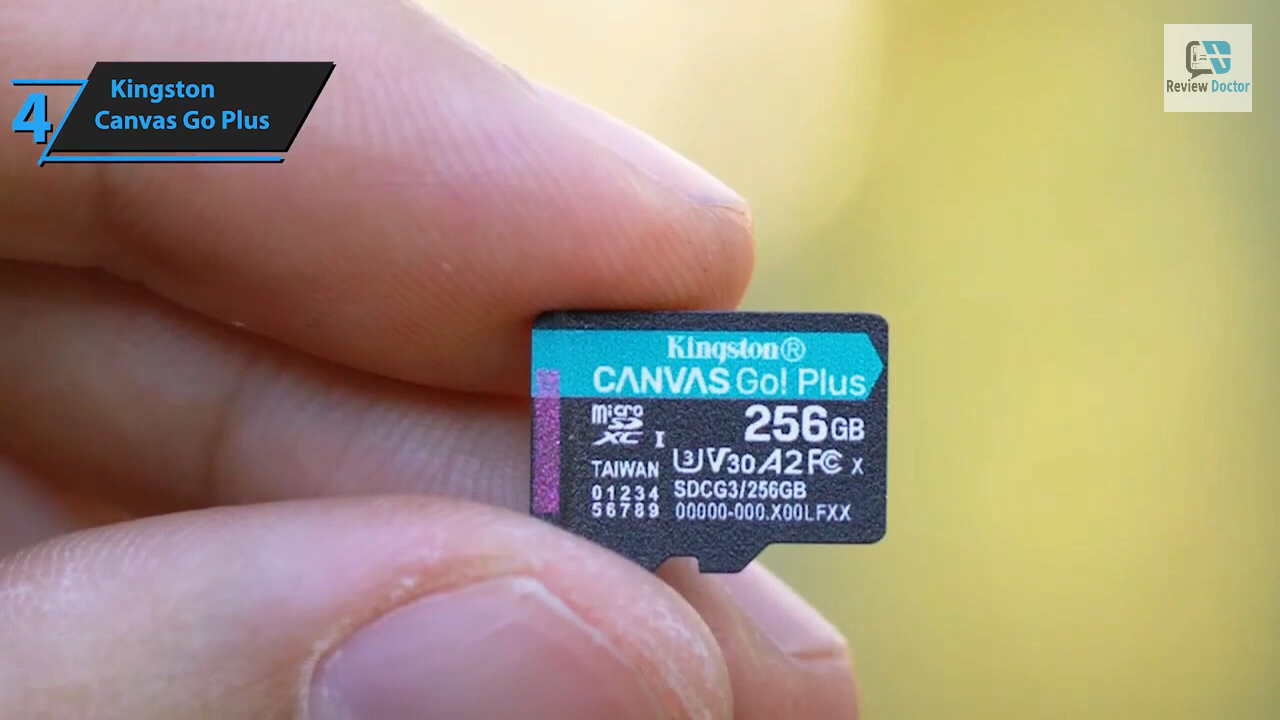 4
Kingston
Canvas Go Plus
Review Doctor
Kingston®
CANVAS Go! Plus
micro
SD
XC I
256GB
U3 V30 A2 FC X
TAIWAN
SDCG3/256GB
01234
56789
00000-000.X00LFXX